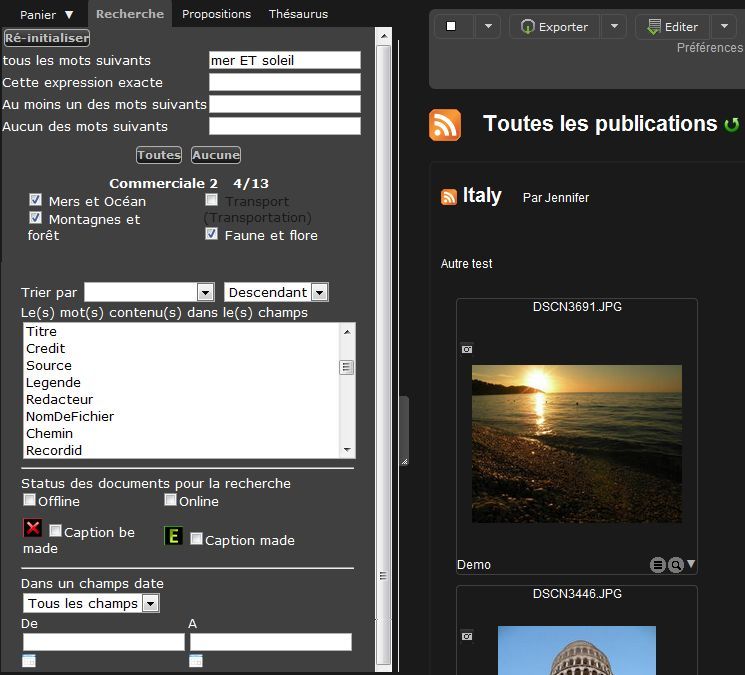 Panier ▼ Recherche Propositions Thésaurus
Ré-initialiser
tous les mots suivants mer ET soleil
Cette expression exacte
Au moins un des mots suivants
Aucun des mots suivants
Toutes Aucune
Commerciale 2 4/13
Mers et Océan Transport (Transportation)
Montagnes et forêt Faune et flore
Trier par Descendant
Le(s) mot(s) contenu(s) dans le(s) champs
Titre
Credit
Source
Legende
Redacteur
NomDeFichier
Chemin
Recordid
Status des documents pour la recherche
Offline Online
Caption be made E Caption made
Dans un champs date
Tous les champs
De A
Exporter Editer
Préférences
Toutes les publications
Italy Par Jennifer
Autre test
DSCN3691.JPG
Demo
DSCN3446.JPG